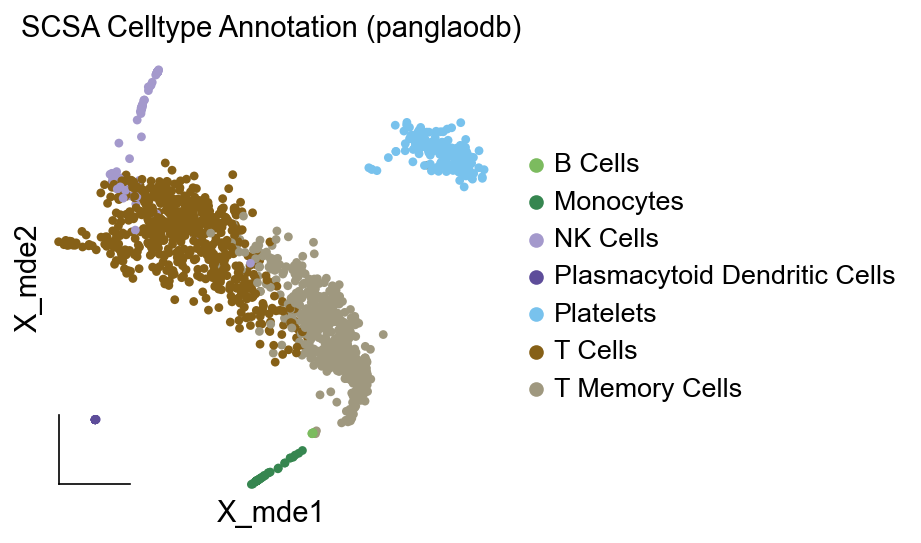 SCSA Celltype Annotation (panglaodb)
X_mde2
X_mde1
B Cells
Monocytes
NK Cells
Plasmacytoid Dendritic Cells
Platelets
T Cells
T Memory Cells